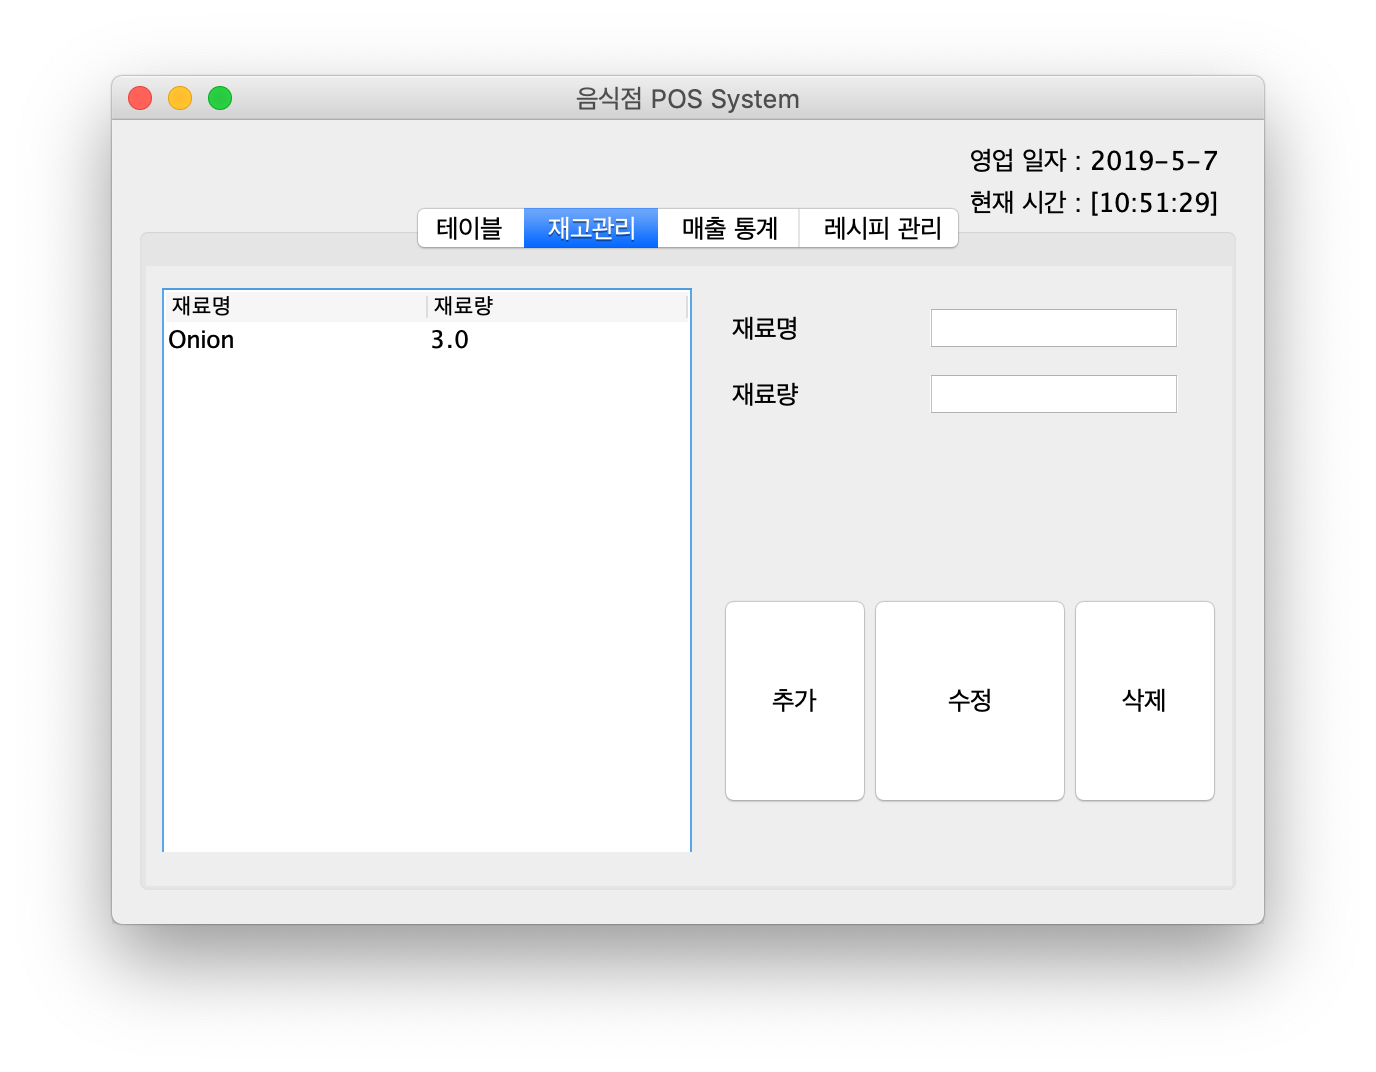 음식점 POS System
영업 일자 : 2019-5-7
현재 시간 : [10:51:29]
테이블 재고관리 매출 통계 레시피 관리
재료명 재료량
Onion 3.0
재료명
재료량
추가 수정 삭제